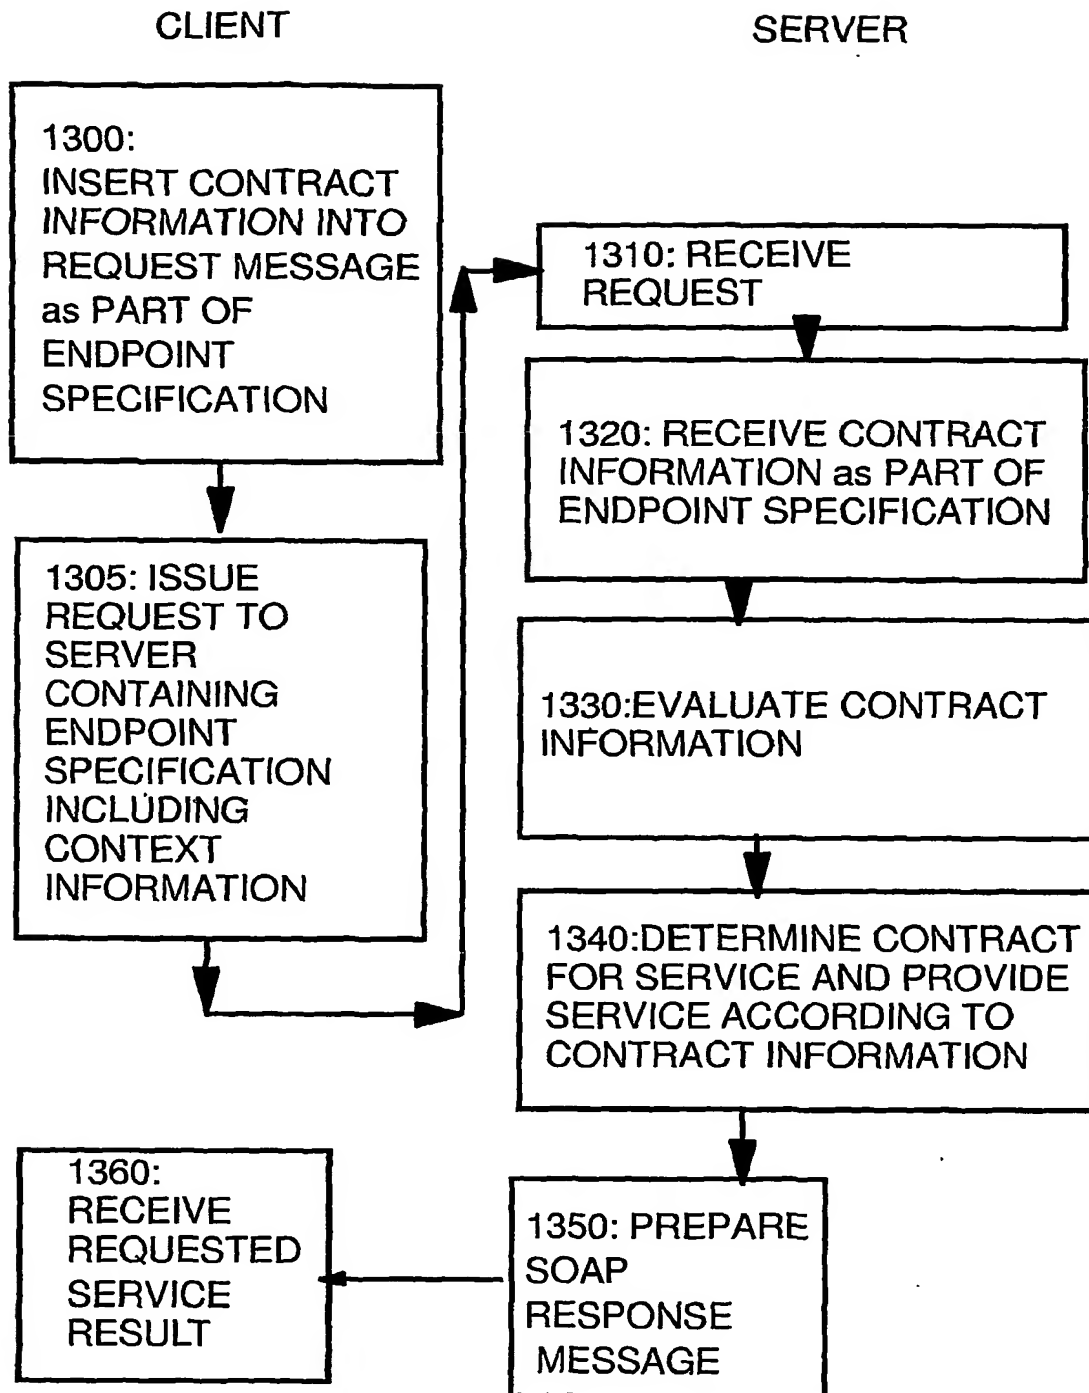 CLIENT
SERVER
1300:
INSERT CONTRACT
INFORMATION INTO
REQUEST MESSAGE
as PART OF
ENDPOINT
SPECIFICATION
1305: ISSUE
REQUEST TO
SERVER
CONTAINING
ENDPOINT
SPECIFICATION
INCLUDING
CONTEXT
INFORMATION
1310: RECEIVE
REQUEST
1320: RECEIVE CONTRACT
INFORMATION as PART OF
ENDPOINT SPECIFICATION
1330:EVALUATE CONTRACT
INFORMATION
1340:DETERMINE CONTRACT
FOR SERVICE AND PROVIDE
SERVICE ACCORDING TO
CONTRACT INFORMATION
1350: PREPARE
SOAP
RESPONSE
MESSAGE
1360:
RECEIVE
REQUESTED
SERVICE
RESULT